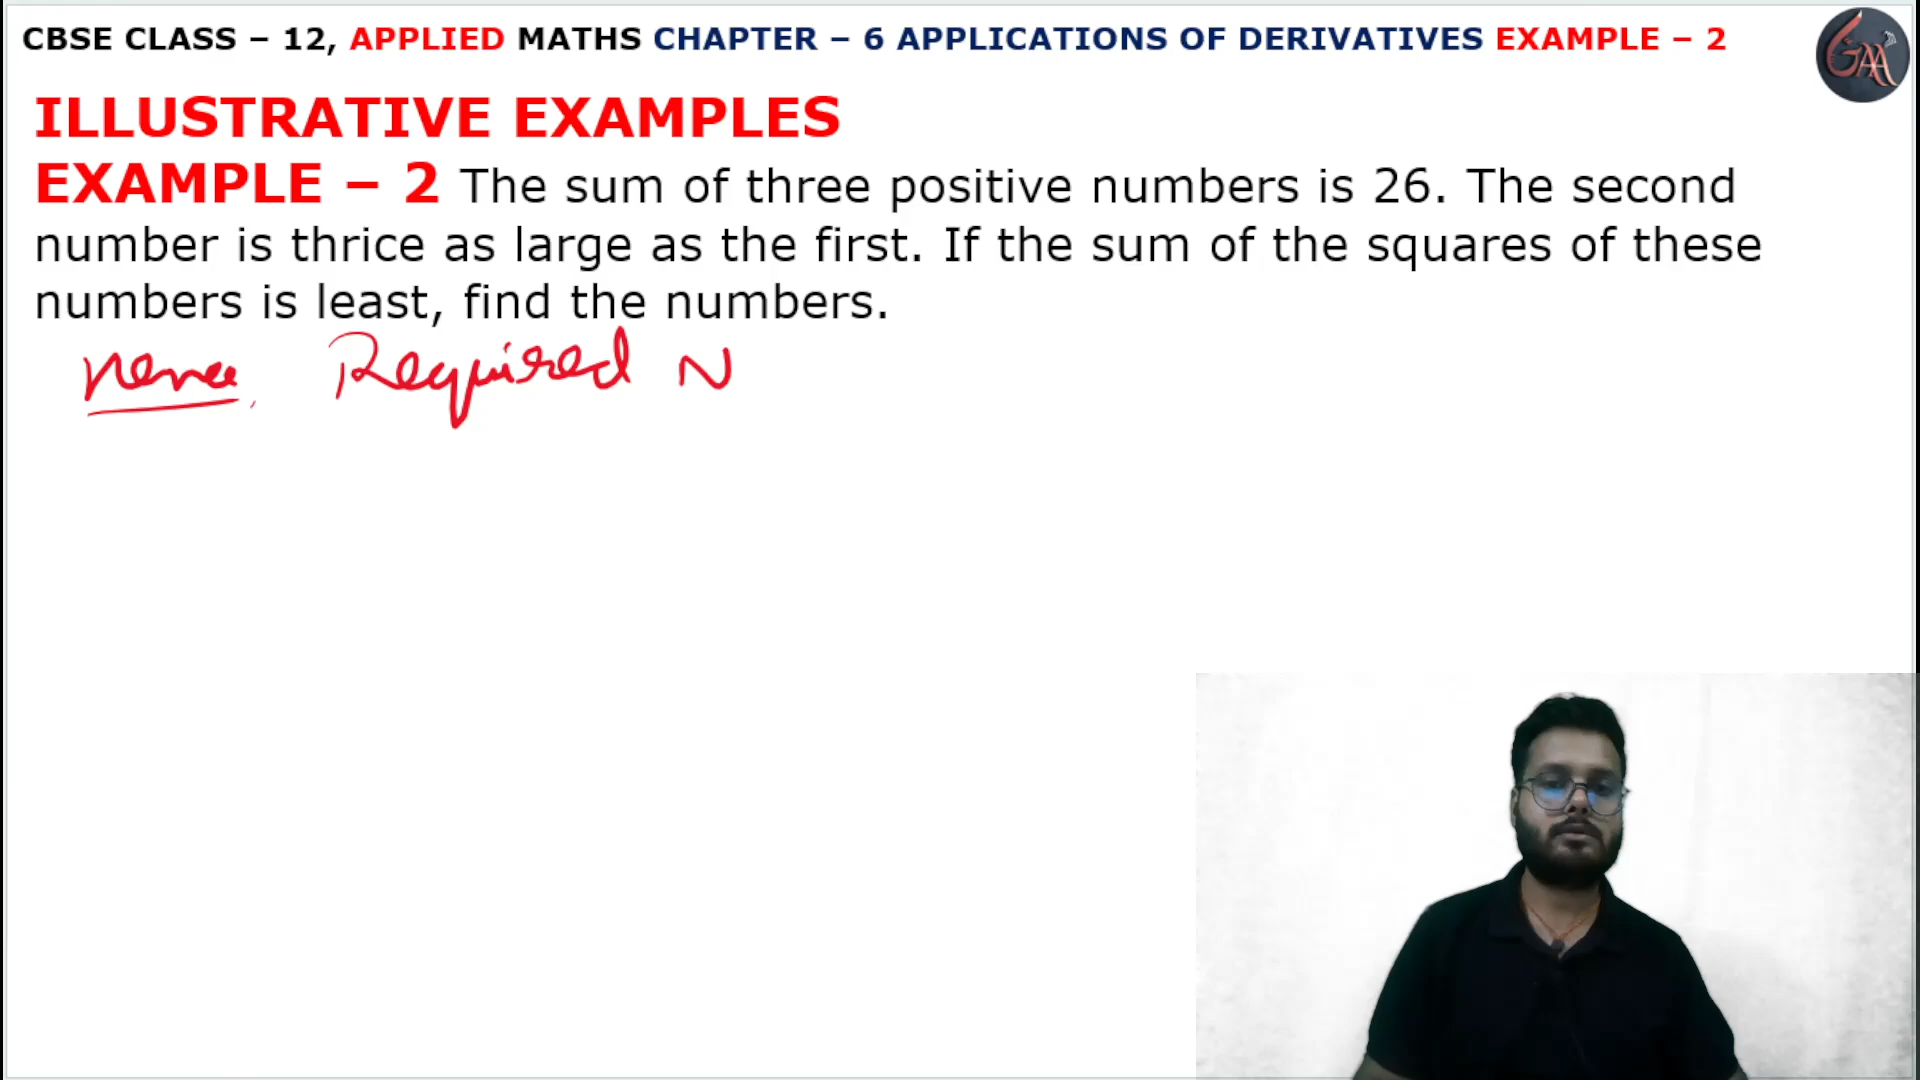 CBSE CLASS – 12, APPLIED MATHS CHAPTER – 6 APPLICATIONS OF DERIVATIVES EXAMPLE – 2
ILLUSTRATIVE EXAMPLES
EXAMPLE – 2 The sum of three positive numbers is 26. The second
number is thrice as large as the first. If the sum of the squares of these
numbers is least, find the numbers.
Hence, Required N